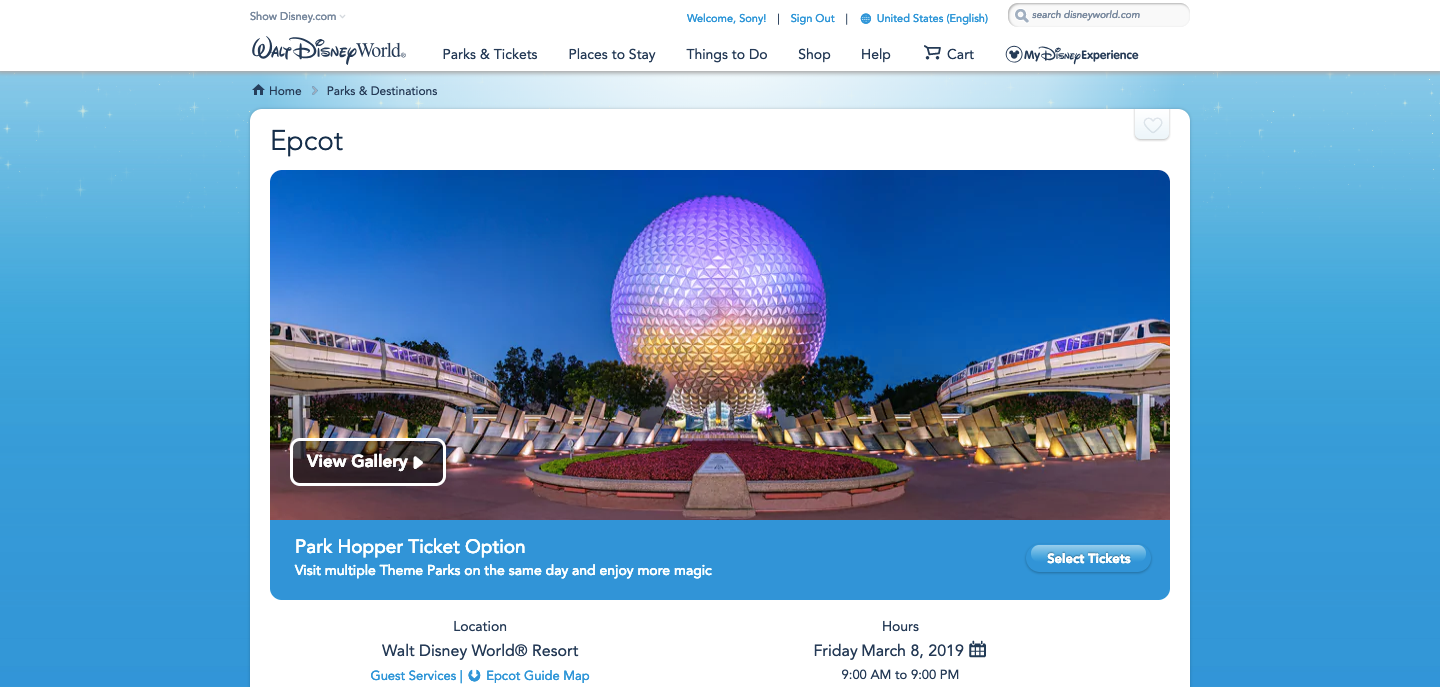 Show Disney.com
Welcome, Sony! | Sign Out | United States (English)
search disneyworld.com
Walt Disney World®
Parks & Tickets
Places to Stay
Things to Do
Shop
Help
Cart
My Disney Experience
Home
Parks & Destinations
Epcot
View Gallery
Park Hopper Ticket Option
Visit multiple Theme Parks on the same day and enjoy more magic
Select Tickets
Location
Walt Disney World® Resort
Guest Services | Epcot Guide Map
Hours
Friday March 8, 2019
9:00 AM to 9:00 PM